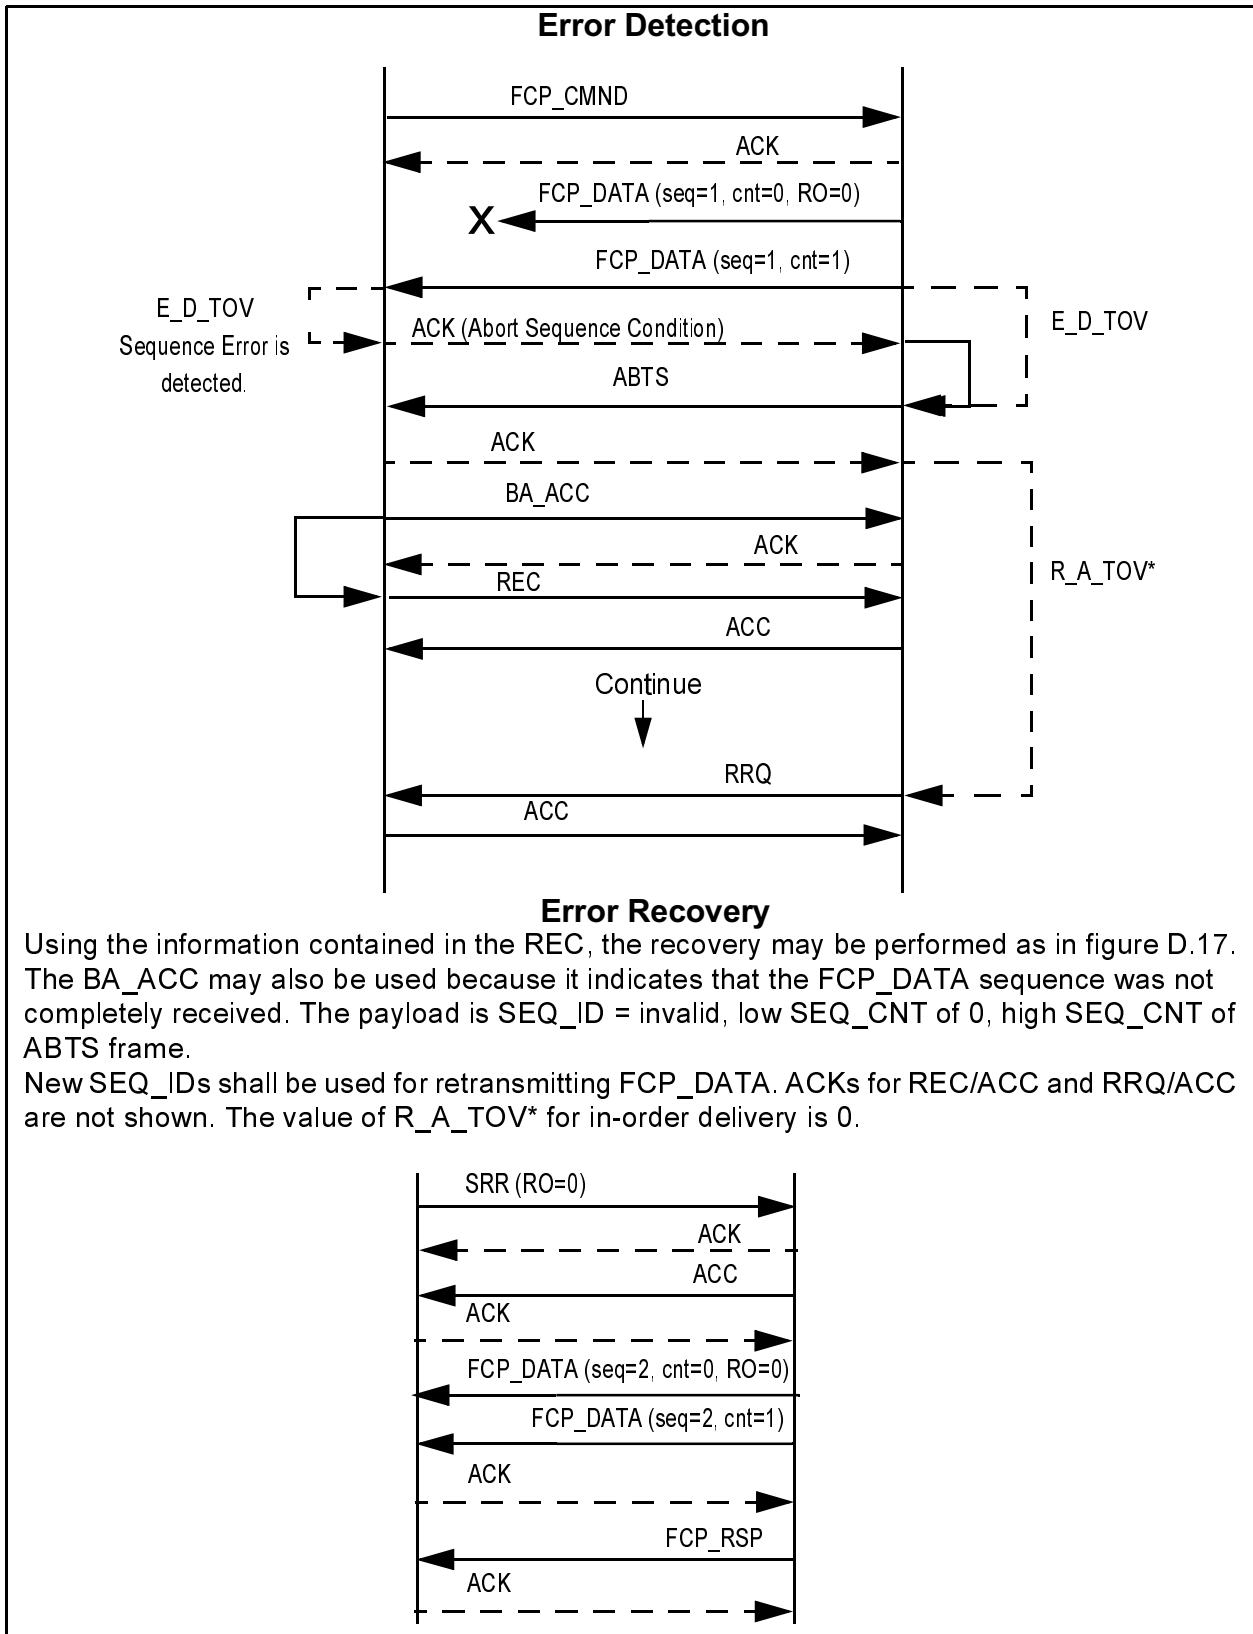 Error Detection
FCP_CMND
ACK
FCP_DATA (seq=1, cnt=0, RO=0)
X
FCP_DATA (seq=1, cnt=1)
E_D_TOV
Sequence Error is
detected.
E_D_TOV
ACK (Abort Sequence Condition)
ABTS
ACK
BA_ACC
ACK
R_A_TOV*
REC
ACC
Continue
RRQ
ACC
Error Recovery
Using the information contained in the REC, the recovery may be performed as in figure D.17.
The BA_ACC may also be used because it indicates that the FCP_DATA sequence was not
completely received. The payload is SEQ_ID = invalid, low SEQ_CNT of 0, high SEQ_CNT of
ABTS frame.
New SEQ_IDs shall be used for retransmitting FCP_DATA. ACKs for REC/ACC and RRQ/ACC
are not shown. The value of R_A_TOV* for in-order delivery is 0.
SRR (RO=0)
ACK
ACC
ACK
FCP_DATA (seq=2, cnt=0, RO=0)
FCP_DATA (seq=2, cnt=1)
ACK
FCP_RSP
ACK